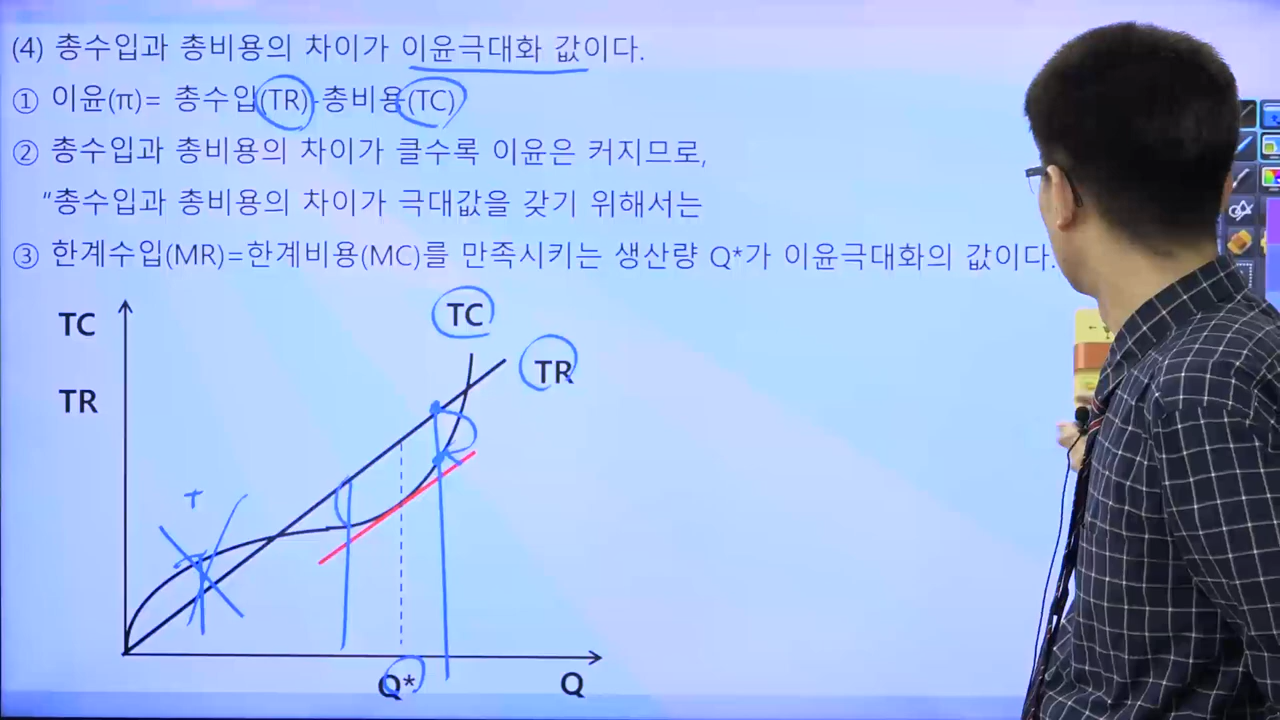 (4) 총수입과 총비용의 차이가 이윤극대화 값이다.
① 이윤(π)= 총수입(TR)-총비용(TC)
② 총수입과 총비용의 차이가 클수록 이윤은 커지므로,
“총수입과 총비용의 차이가 극대값을 갖기 위해서는
③ 한계수입(MR)=한계비용(MC)를 만족시키는 생산량 Q*가 이윤극대화의 값이다.
TC
TC
TR
TR
Q*
Q